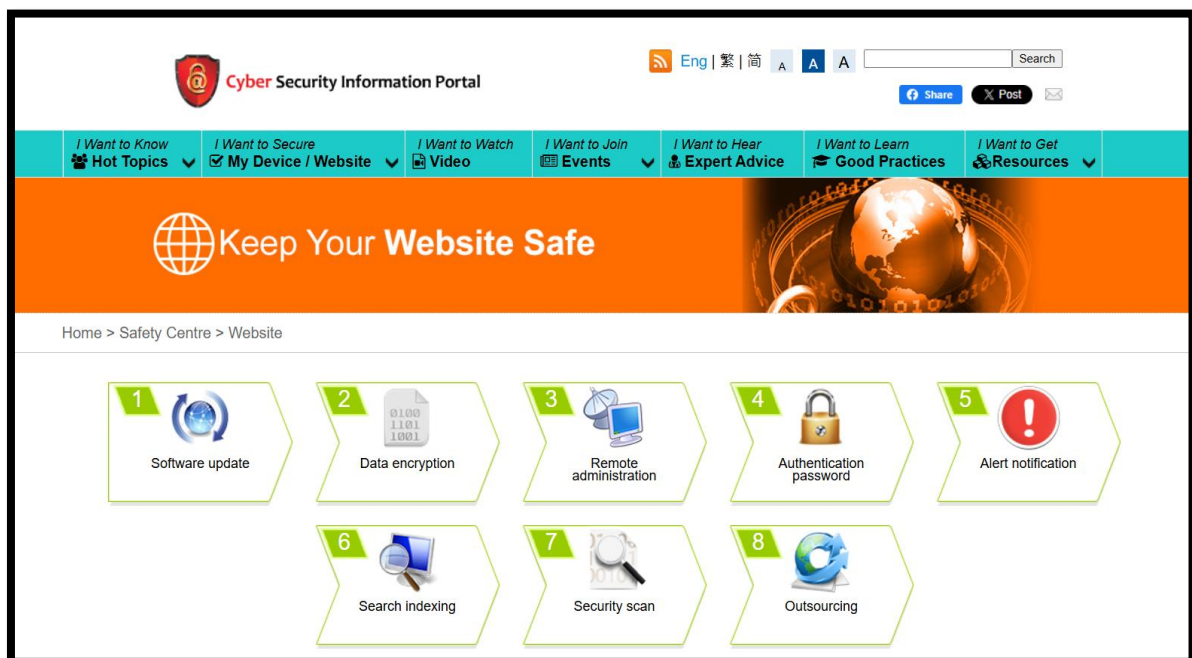 Cyber Security Information Portal
Eng | 繁 | 简 A A A Search
Share X Post
I Want to Know I Want to Secure I Want to Watch I Want to Join I Want to Hear I Want to Learn I Want to Get
Hot Topics My Device / Website Video Events Expert Advice Good Practices Resources
Keep Your Website Safe
Home > Safety Centre > Website
1 2 3 4 5
0100
1101
1001
Software update Data encryption Remote administration Authentication password Alert notification
6 7 8
Search indexing Security scan Outsourcing